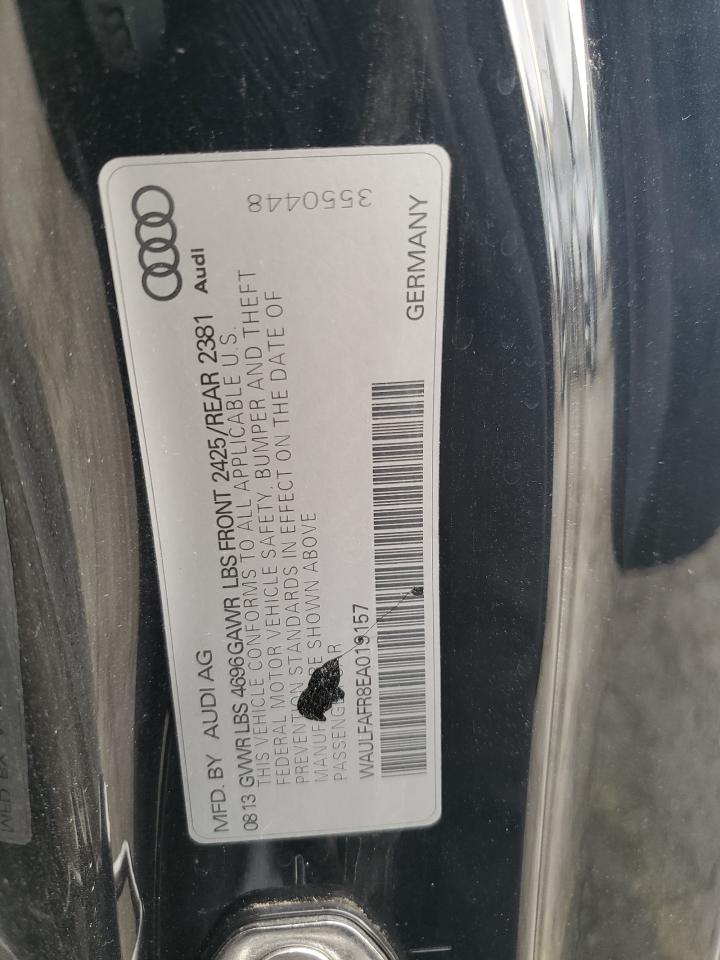 MFD. BY AUDI AG
0813 GVWR LBS 4696 GAWR LBS FRONT 2425/REAR 2381
THIS VEHICLE CONFORMS TO ALL APPLICABLE U.S.
FEDERAL MOTOR VEHICLE SAFETY, BUMPER AND THEFT
PREVENTION STANDARDS IN EFFECT ON THE DATE OF
SHOWN ABOVE
WAULFAFR8EA019157
Audi
3550448
GERMANY